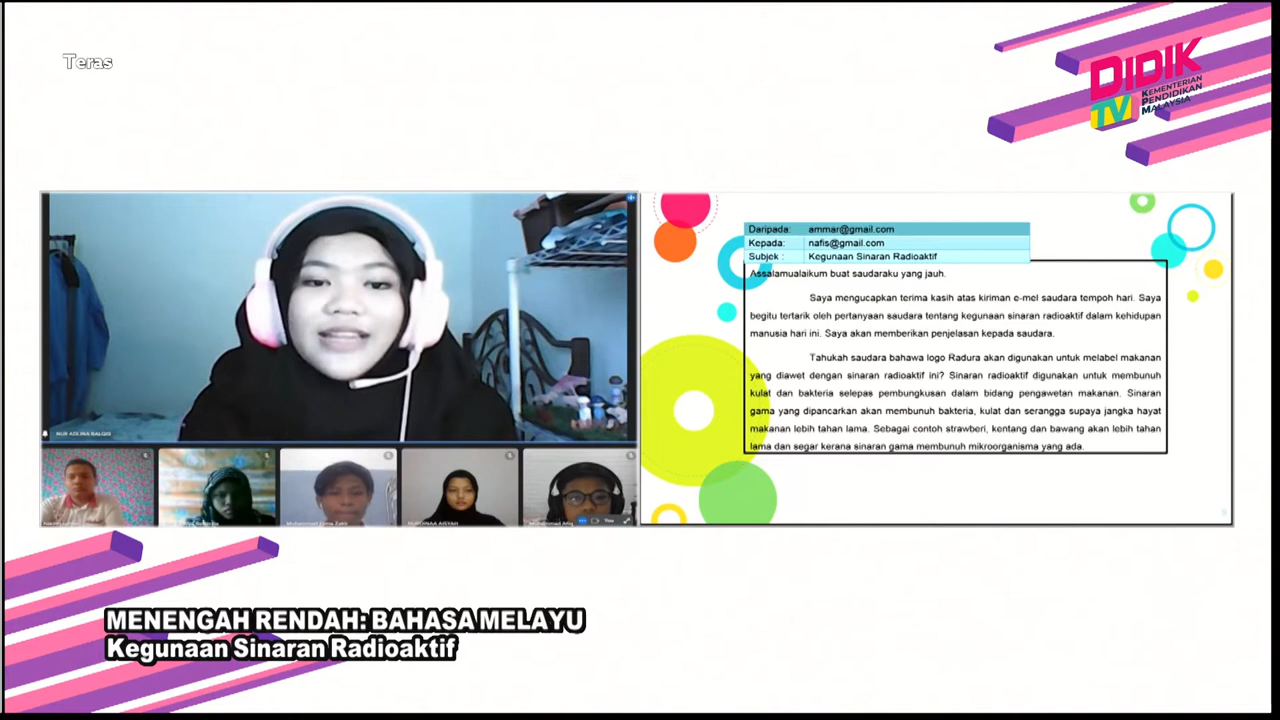 Teras
DIDIK
TV
KEMENTERIAN
PENDIDIKAN
MALAYSIA
Daripada: ammar@gmail.com
Kepada: nafis@gmail.com
Subjek : Kegunaan Sinaran Radioaktif
Assalamualaikum buat saudaraku yang jauh.
Saya mengucapkan terima kasih atas kiriman e-mel saudara tempoh hari. Saya
begitu tertarik oleh pertanyaan saudara tentang kegunaan sinaran radioaktif dalam kehidupan
manusia hari ini. Saya akan memberikan penjelasan kepada saudara.
Tahukah saudara bahawa logo Radura akan digunakan untuk melabel makanan
yang diawet dengan sinaran radioaktif ini? Sinaran radioaktif digunakan untuk membunuh
kulat dan bakteria selepas pembungkusan dalam bidang pengawetan makanan. Sinaran
gama yang dipancarkan akan membunuh bakteria, kulat dan serangga supaya jangka hayat
makanan lebih tahan lama. Sebagai contoh strawberi, kentang dan bawang akan lebih tahan
lama dan segar kerana sinaran gama membunuh mikroorganisma yang ada.
NUR ADLINA BALQIS
You
MENENGAH RENDAH: BAHASA MELAYU
Kegunaan Sinaran Radioaktif